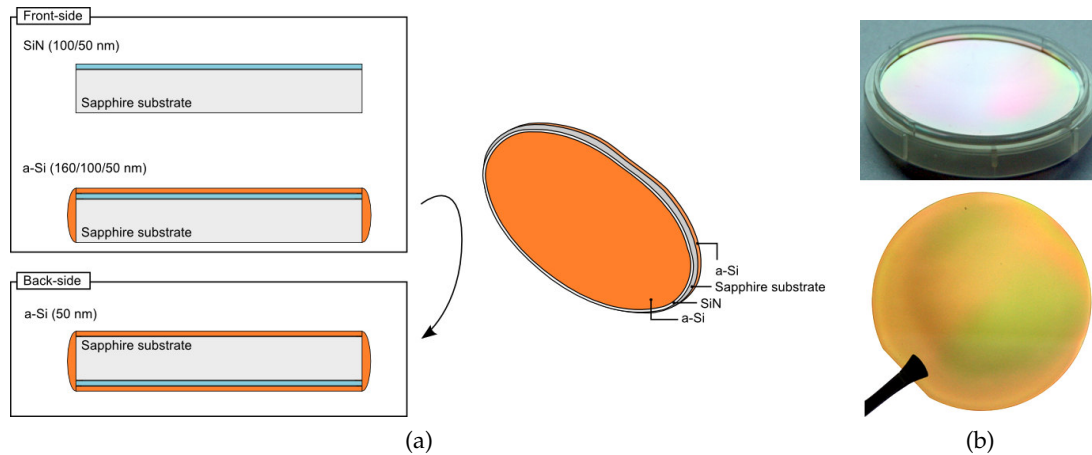 Front-side
SiN (100/50 nm)
Sapphire substrate
a-Si (160/100/50 nm)
Sapphire substrate
Back-side
a-Si (50 nm)
Sapphire substrate
a-Si
Sapphire substrate
SiN
a-Si
(a)
(b)